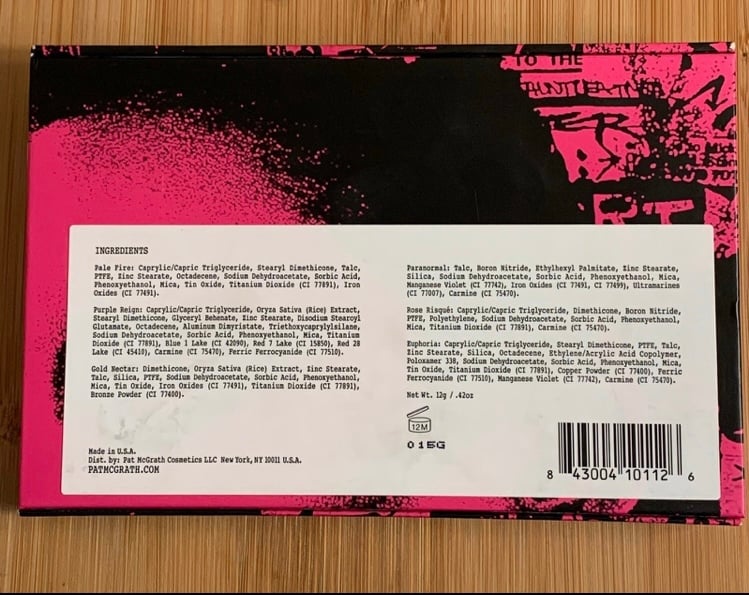 TO THE
INGREDIENTS
Pale Fire: Caprylic/Capric Triglyceride, Stearyl Dimethicone, Talc,
PTFE, Zinc Stearate, Octadecene, Sodium Dehydroacetate, Sorbic Acid,
Phenoxyethanol, Mica, Tin Oxide, Titanium Dioxide (CI 77891), Iron
Oxides (CI 77491).
Purple Reign: Caprylic/Capric Triglyceride, Oryza Sativa (Rice) Extract,
Stearyl Dimethicone, Glyceryl Behenate, Zinc Stearate, Disodium Stearoyl
Glutamate, Octadecene, Aluminum Dimyristate, Triethoxycaprylylsilane,
Sodium Dehydroacetate, Sorbic Acid, Phenoxyethanol, Mica, Titanium
Dioxide (CI 77891), Blue 1 Lake (CI 42090), Red 7 Lake (CI 15850), Red 28
Lake (CI 45410), Carmine (CI 75470), Ferric Ferrocyanide (CI 77510).
Gold Nectar: Dimethicone, Oryza Sativa (Rice) Extract, Zinc Stearate,
Talc, Silica, PTFE, Sodium Dehydroacetate, Sorbic Acid, Phenoxyethanol,
Mica, Tin Oxide, Iron Oxides (CI 77491), Titanium Dioxide (CI 77891),
Bronze Powder (CI 77400).
Made in U.S.A.
Dist. by: Pat McGrath Cosmetics LLC New York, NY 10011 U.S.A.
PATMCGRATH.COM
Paranormal: Talc, Boron Nitride, Ethylhexyl Palmitate, Zinc Stearate,
Silica, Sodium Dehydroacetate, Sorbic Acid, Phenoxyethanol, Mica,
Manganese Violet (CI 77742), Iron Oxides (CI 77491, CI 77499), Ultramarines
(CI 77007), Carmine (CI 75470).
Rose Risqué: Caprylic/Capric Triglyceride, Dimethicone, Boron Nitride,
PTFE, Polyethylene, Sodium Dehydroacetate, Sorbic Acid, Phenoxyethanol,
Mica, Titanium Dioxide (CI 77891), Carmine (CI 75470).
Euphoria: Caprylic/Capric Triglyceride, Stearyl Dimethicone, PTFE, Talc,
Zinc Stearate, Silica, Octadecene, Ethylene/Acrylic Acid Copolymer,
Poloxamer 338, Sodium Dehydroacetate, Sorbic Acid, Phenoxyethanol, Mica,
Tin Oxide, Titanium Dioxide (CI 77891), Copper Powder (CI 77400), Ferric
Ferrocyanide (CI 77510), Manganese Violet (CI 77742), Carmine (CI 75470).
Net Wt. 12g / .42oz
12M
015G
8 43004 10112 6